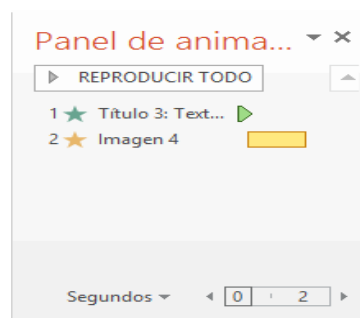 Panel de anima...
REPRODUCIR TODO
1 Título 3: Text...
2 Imagen 4
Segundos 0 2